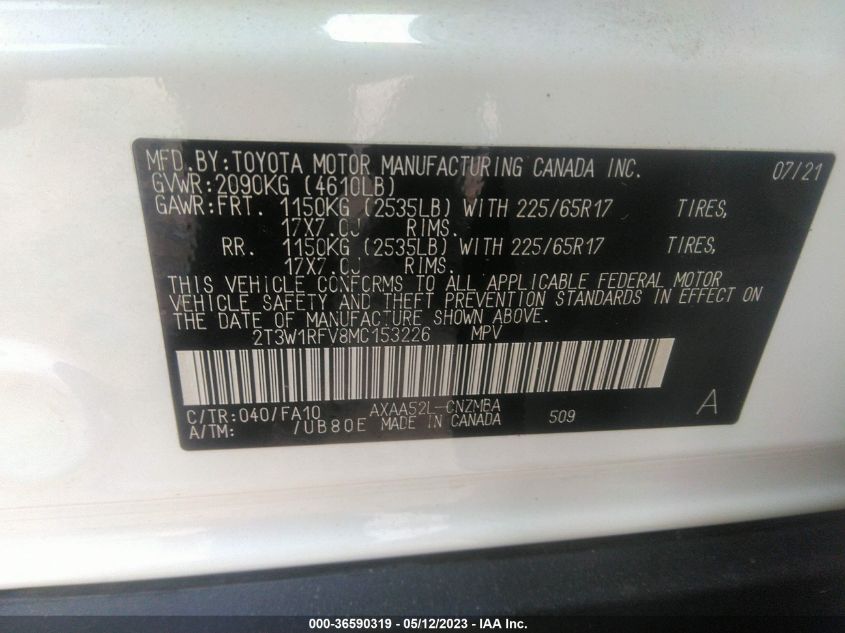 MFD.BY:TOYOTA MOTOR MANUFACTURING CANADA INC. 07/21
GVWR:2090KG (4610LB)
GAWR:FRT. 1150KG (2535LB) WITH 225/65R17 TIRES,
17X7.0J RIMS.
RR. 1150KG (2535LB) WITH 225/65R17 TIRES,
17X7.0J RIMS.
THIS VEHICLE CONFORMS TO ALL APPLICABLE FEDERAL MOTOR
VEHICLE SAFETY AND THEFT PREVENTION STANDARDS IN EFFECT ON
THE DATE OF MANUFACTURE SHOWN ABOVE.
2T3W1RFV8MC153226 MPV
C/TR:040/FA10 AXAA52L-CNZMBA 509 A
A/TM: /UB80E MADE IN CANADA
000-36590319 - 05/12/2023 - IAA Inc.